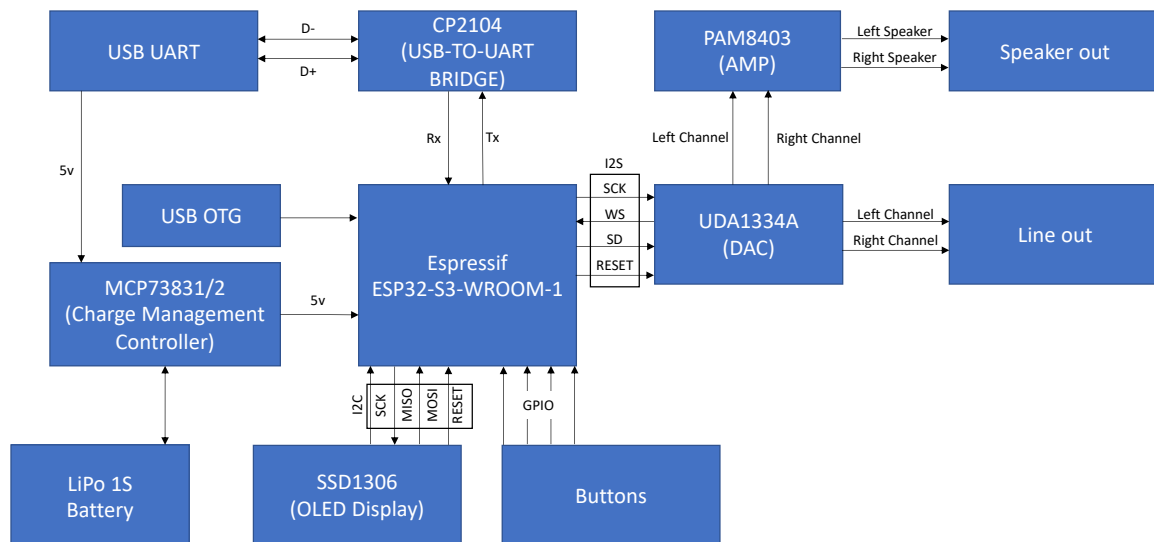 USB UART
D-
D+
CP2104
(USB-TO-UART
BRIDGE)
PAM8403
(AMP)
Left Speaker
Right Speaker
Speaker out
5v
Rx
Tx
Left Channel
Right Channel
I2S
SCK
WS
SD
RESET
USB OTG
Espressif
ESP32-S3-WROOM-1
UDA1334A
(DAC)
Left Channel
Right Channel
Line out
MCP73831/2
(Charge Management
Controller)
5v
I2C
SCK
MISO
MOSI
RESET
GPIO
LiPo 1S
Battery
SSD1306
(OLED Display)
Buttons